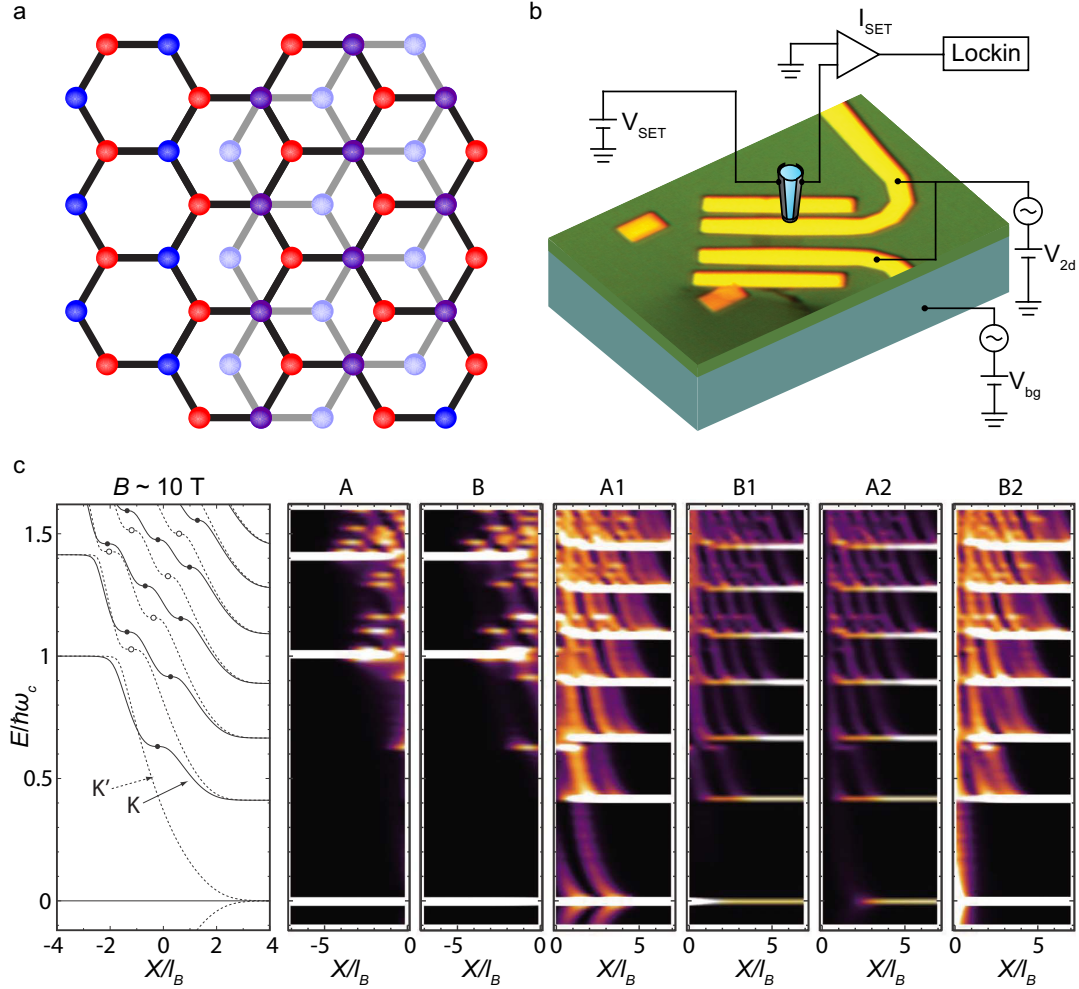 a
b
I_SET
Lockin
V_SET
V_2d
V_bg
c
B ~ 10 T
A
B
A1
B1
A2
B2
E/ħω_c
1.5
1
0.5
0
K′
K
-4 -2 0 2 4
-5 0
-5 0
0 5
0 5
0 5
0 5
X/l_B
X/l_B
X/l_B
X/l_B
X/l_B
X/l_B
X/l_B